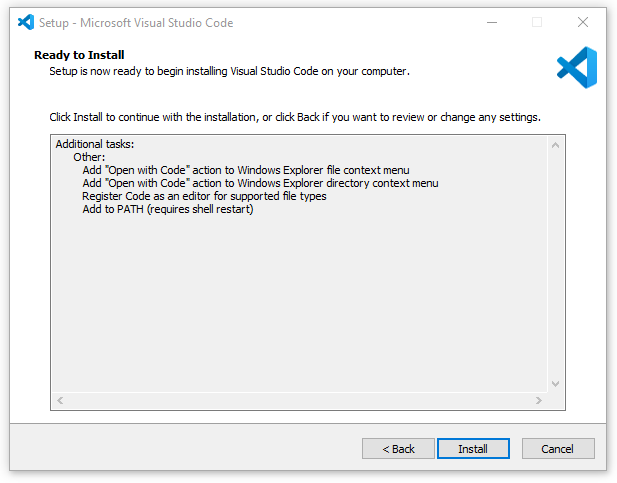 Setup - Microsoft Visual Studio Code
Ready to Install
Setup is now ready to begin installing Visual Studio Code on your computer.
Click Install to continue with the installation, or click Back if you want to review or change any settings.
Additional tasks:
Other:
Add "Open with Code" action to Windows Explorer file context menu
Add "Open with Code" action to Windows Explorer directory context menu
Register Code as an editor for supported file types
Add to PATH (requires shell restart)
< Back
Install
Cancel